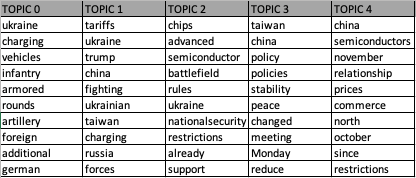 TOPIC 0 TOPIC 1 TOPIC 2 TOPIC 3 TOPIC 4
ukraine tariffs chips taiwan china
charging ukraine advanced china semiconductors
vehicles trump semiconductor policy november
infantry china battlefield policies relationship
armored fighting rules stability prices
rounds ukrainian ukraine peace commerce
artillery taiwan nationalsecurity changed north
foreign charging restrictions meeting october
additional russia already Monday since
german forces support reduce restrictions